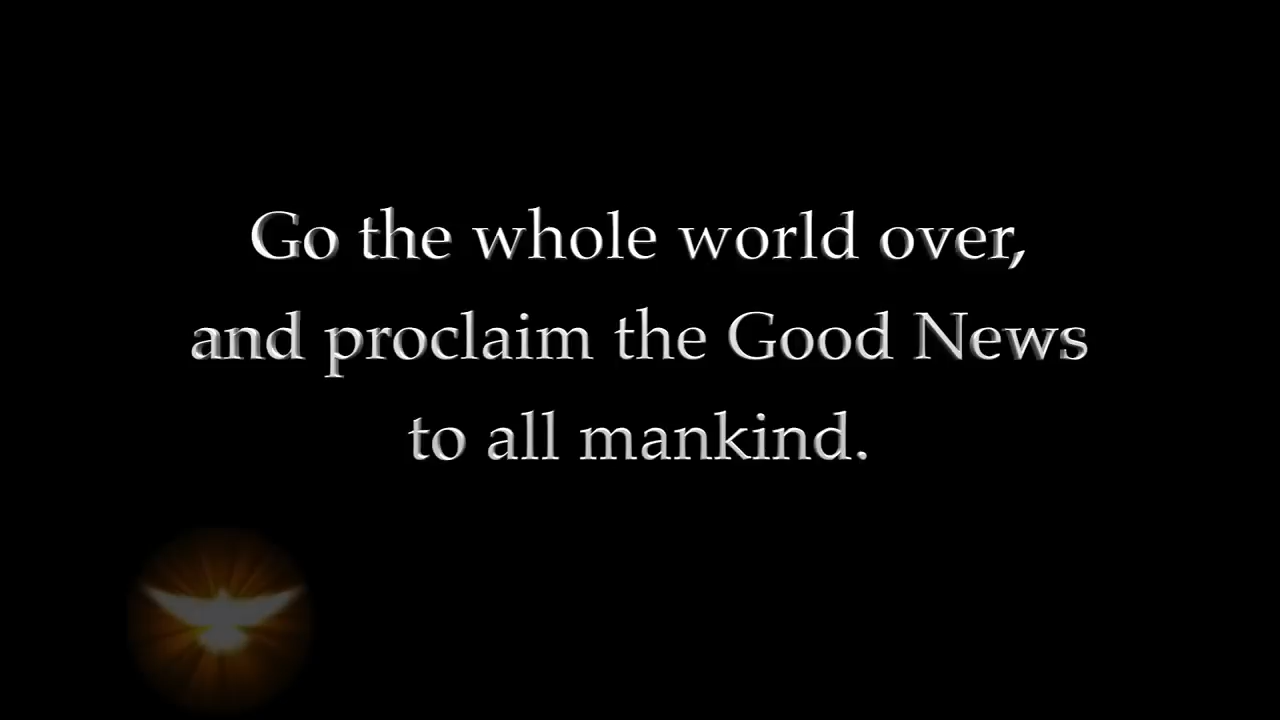 Go the whole world over,
and proclaim the Good News
to all mankind.